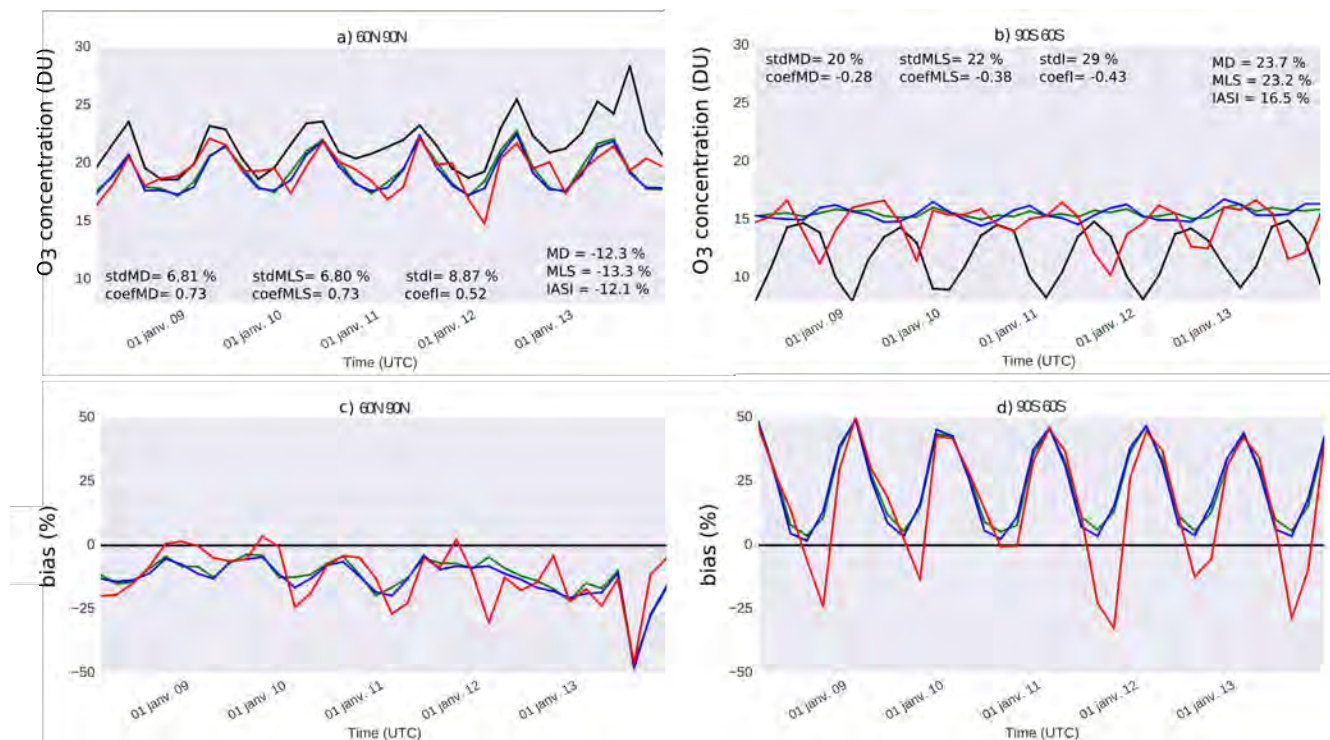 a) 60N 90N
O3 concentration (DU)
30
25
20
15
10
stdMD= 6.81 %
coefMD= 0.73
stdMLS= 6.80 %
coefMLS= 0.73
stdI= 8.87 %
coefI= 0.52
MD = -12.3 %
MLS = -13.3 %
IASI = -12.1 %
01 janv. 09
01 janv. 10
01 janv. 11
01 janv. 12
01 janv. 13
Time (UTC)
b) 90S 60S
O3 concentration (DU)
30
25
20
15
10
stdMD= 20 %
coefMD= -0.28
stdMLS= 22 %
coefMLS= -0.38
stdI= 29 %
coefI= -0.43
MD = 23.7 %
MLS = 23.2 %
IASI = 16.5 %
01 janv. 09
01 janv. 10
01 janv. 11
01 janv. 12
01 janv. 13
Time (UTC)
c) 60N 90N
bias (%)
50
25
0
−25
−50
01 janv. 09
01 janv. 10
01 janv. 11
01 janv. 12
01 janv. 13
Time (UTC)
d) 90S 60S
bias (%)
50
25
0
−25
−50
01 janv. 09
01 janv. 10
01 janv. 11
01 janv. 12
01 janv. 13
Time (UTC)